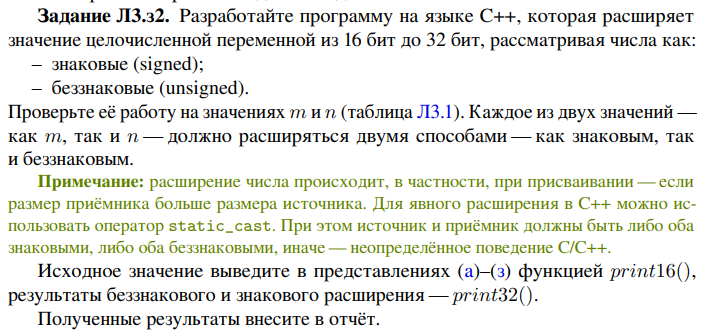 Задание Л3.з2. Разработайте программу на языке C++, которая расширяет
значение целочисленной переменной из 16 бит до 32 бит, рассматривая числа как:
– знаковые (signed);
– беззнаковые (unsigned).
Проверьте её работу на значениях m и n (таблица Л3.1). Каждое из двух значений —
как m, так и n — должно расширяться двумя способами — как знаковым, так
и беззнаковым.
Примечание: расширение числа происходит, в частности, при присваивании — если
размер приёмника больше размера источника. Для явного расширения в C++ можно ис-
пользовать оператор static_cast. При этом источник и приёмник должны быть либо оба
знаковыми, либо оба беззнаковыми, иначе — неопределённое поведение C/C++.
Исходное значение выведите в представлениях (а)–(з) функцией print16(),
результаты беззнакового и знакового расширения — print32().
Полученные результаты внесите в отчёт.